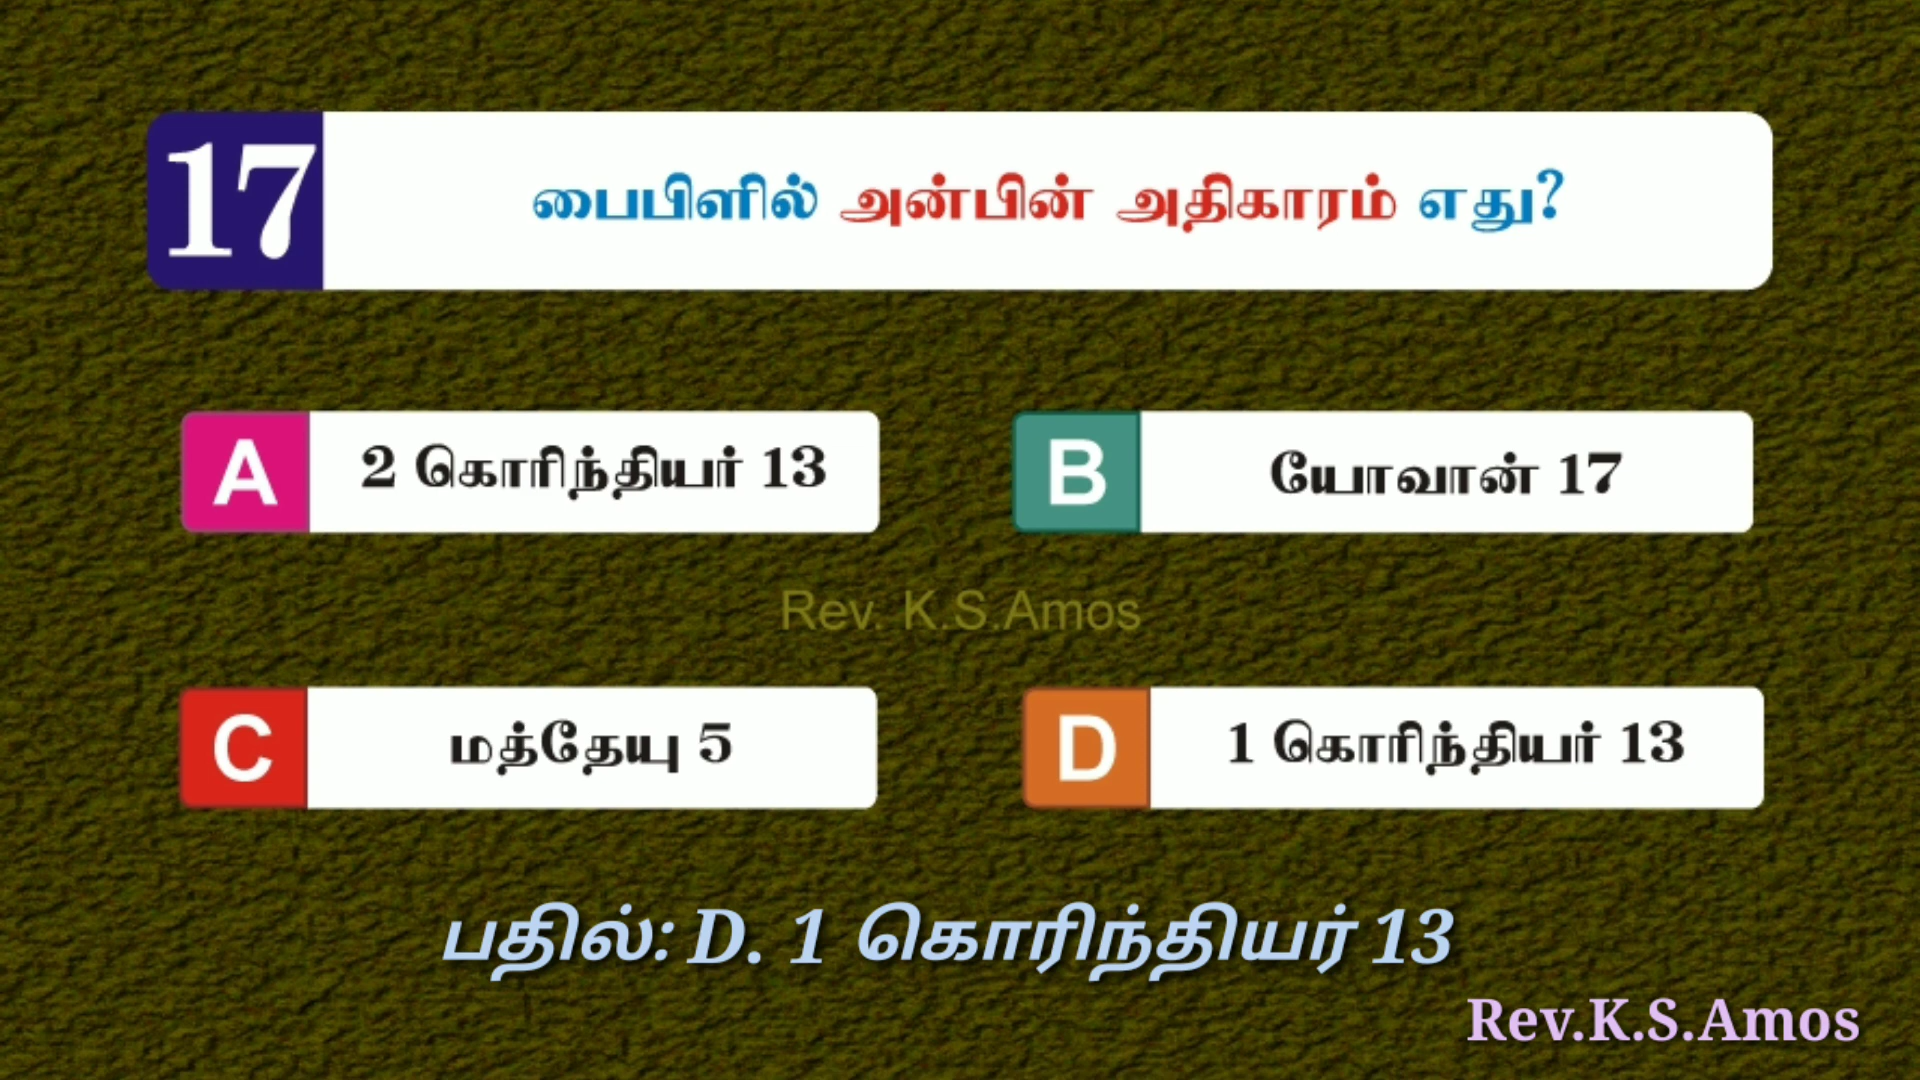 17
பைபிளில் அன்பின் அதிகாரம் எது?
A
2 கொரிந்தியர் 13
B
யோவான் 17
Rev. K.S.Amos
C
மத்தேயு 5
D
1 கொரிந்தியர் 13
பதில்: D. 1 கொரிந்தியர் 13
Rev.K.S.Amos